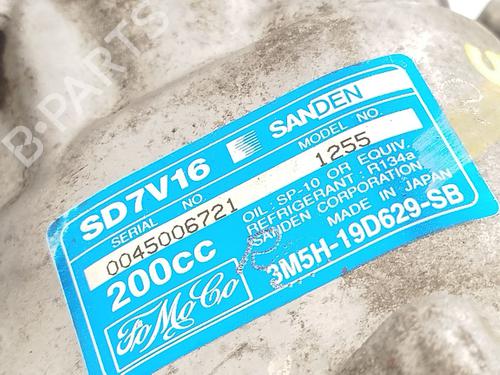 B-PARTS
SD7V16 SANDEN
SERIAL NO MODEL NO.
0045006721 1255
200CC
OIL : SP-10 OR EQUIV.
REFRIGERANT : R134a
SANDEN CORPORATION
MADE IN JAPAN
FoMoCo 3M5H-19D629-SB